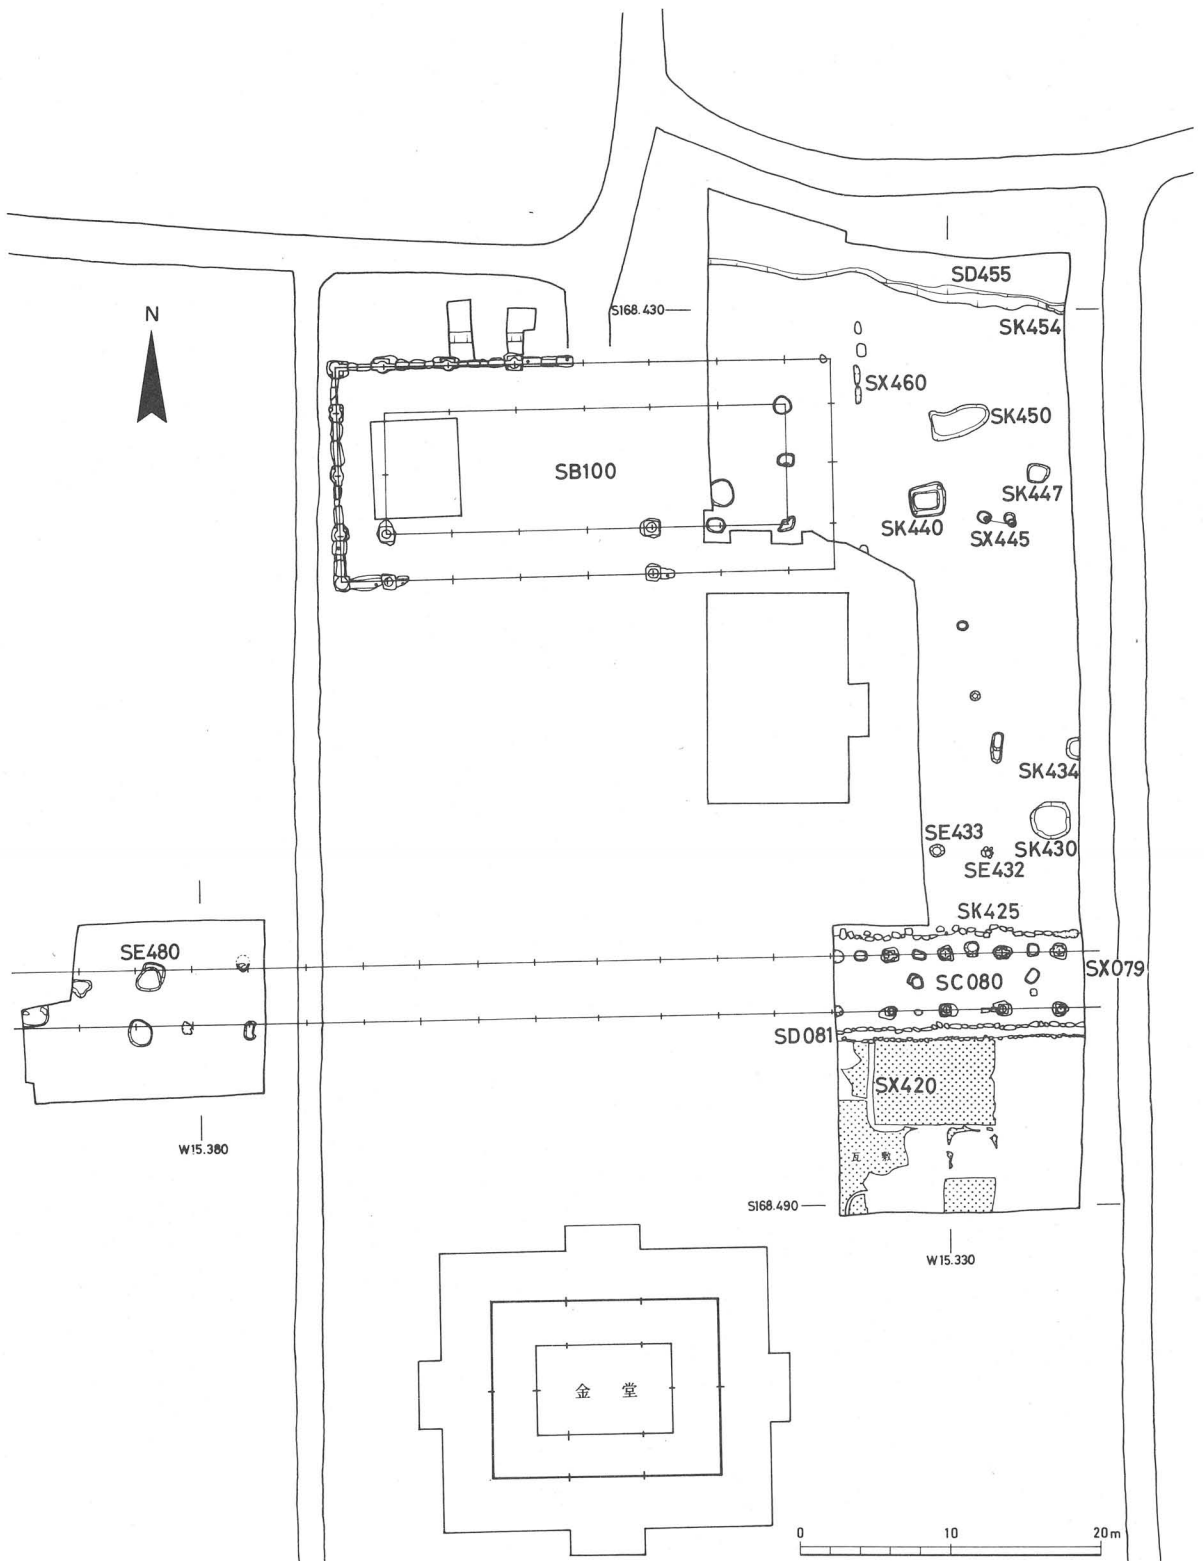 SD455
N
S168.430
SK454
SX460
SK450
SB100
SK447
SK440
SX445
SK434
SE433
SK430
SE432
SK425
SE480
SX079
SC080
SD081
SX420
W15.380
瓦 敷
S168.490
W15.330
金 堂
0 10 20m